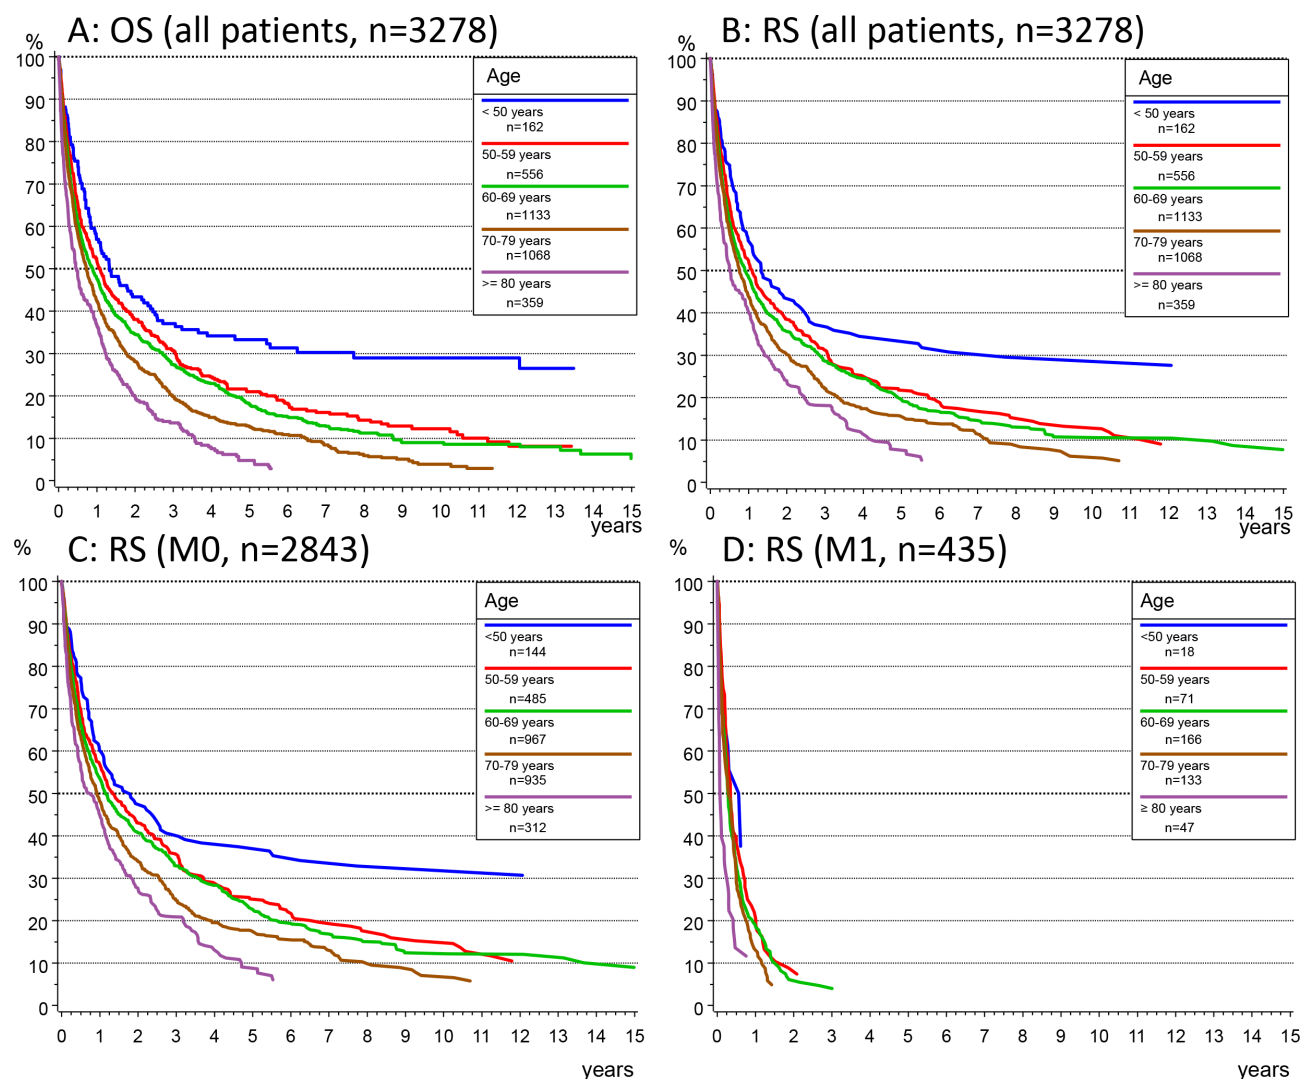 A: OS (all patients, n=3278)
%
100
90
80
70
60
50
40
30
20
10
0
0 1 2 3 4 5 6 7 8 9 10 11 12 13 14 15
years
Age
< 50 years
n=162
50-59 years
n=556
60-69 years
n=1133
70-79 years
n=1068
>= 80 years
n=359
B: RS (all patients, n=3278)
%
100
90
80
70
60
50
40
30
20
10
0
0 1 2 3 4 5 6 7 8 9 10 11 12 13 14 15
years
Age
< 50 years
n=162
50-59 years
n=556
60-69 years
n=1133
70-79 years
n=1068
>= 80 years
n=359
C: RS (M0, n=2843)
%
100
90
80
70
60
50
40
30
20
10
0
0 1 2 3 4 5 6 7 8 9 10 11 12 13 14 15
years
Age
<50 years
n=144
50-59 years
n=485
60-69 years
n=967
70-79 years
n=935
>= 80 years
n=312
D: RS (M1, n=435)
%
100
90
80
70
60
50
40
30
20
10
0
0 1 2 3 4 5 6 7 8 9 10 11 12 13 14 15
years
Age
<50 years
n=18
50-59 years
n=71
60-69 years
n=166
70-79 years
n=133
≥ 80 years
n=47